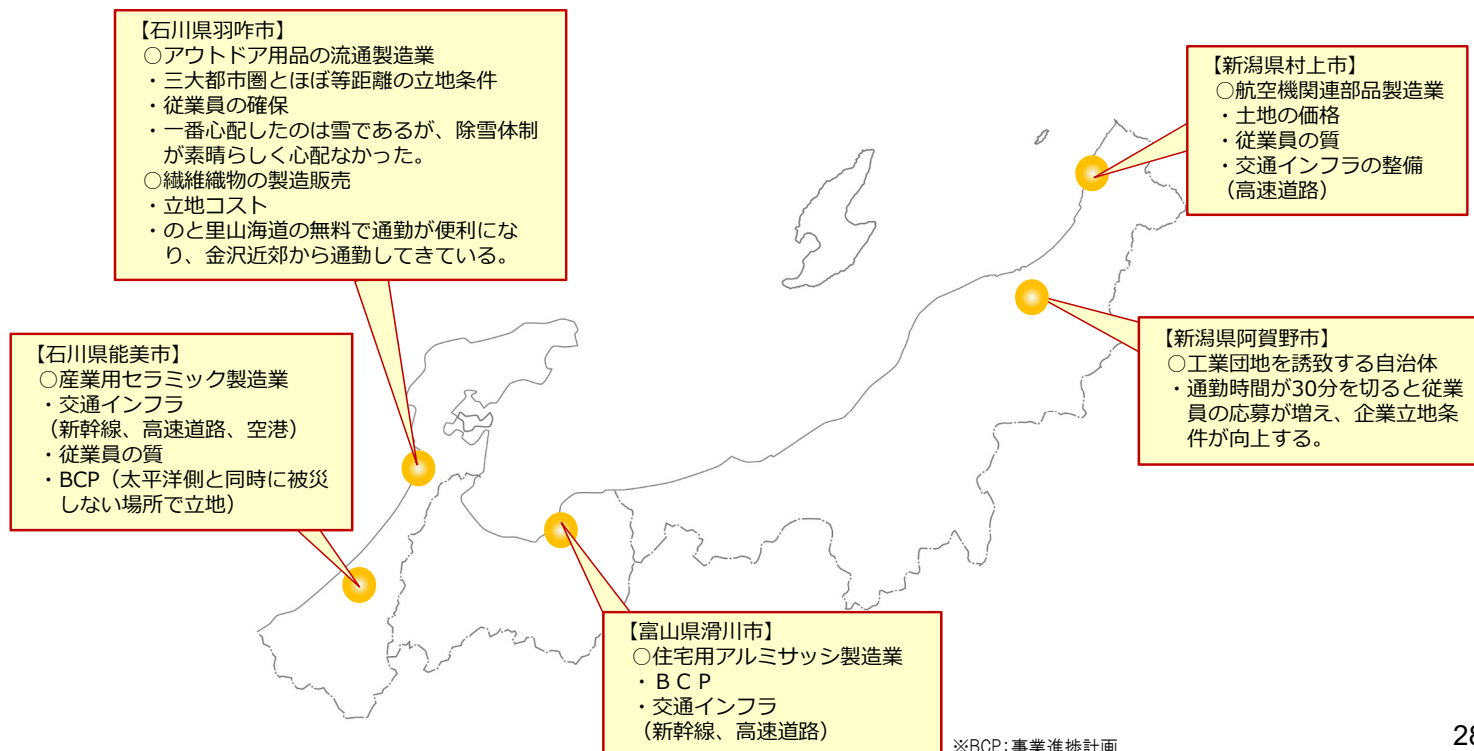 【石川県羽咋市】
○アウトドア用品の流通製造業
・三大都市圏とほぼ等距離の立地条件
・従業員の確保
・一番心配したのは雪であるが、除雪体制
が素晴らしく心配なかった。
○繊維織物の製造販売
・立地コスト
・のと里山海道の無料で通勤が便利にな
り、金沢近郊から通勤してきている。
【新潟県村上市】
○航空機関連部品製造業
・土地の価格
・従業員の質
・交通インフラの整備
(高速道路)
【石川県能美市】
○産業用セラミック製造業
・交通インフラ
(新幹線、高速道路、空港)
・従業員の質
・BCP(太平洋側と同時に被災
しない場所で立地)
【新潟県阿賀野市】
○工業団地を誘致する自治体
・通勤時間が30分を切ると従業
員の応募が増え、企業立地条
件が向上する。
【富山県滑川市】
○住宅用アルミサッシ製造業
・ＢＣＰ
・交通インフラ
(新幹線、高速道路)
※BCP:事業進捗計画
28